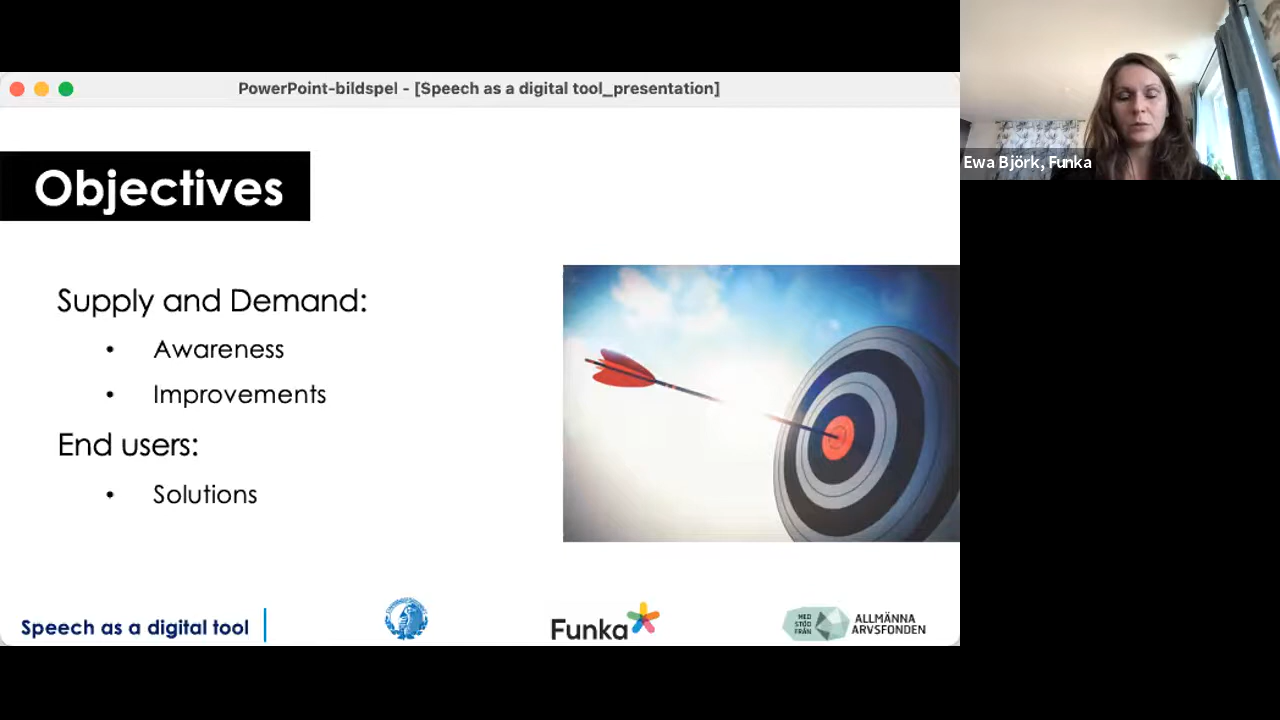 PowerPoint-bildspel - [Speech as a digital tool_presentation]
Objectives
Supply and Demand:
• Awareness
• Improvements
End users:
• Solutions
Speech as a digital tool
Funka
MED
STÖD
FRÅN
ALLMÄNNA
ARVSFONDEN
Ewa Björk, Funka